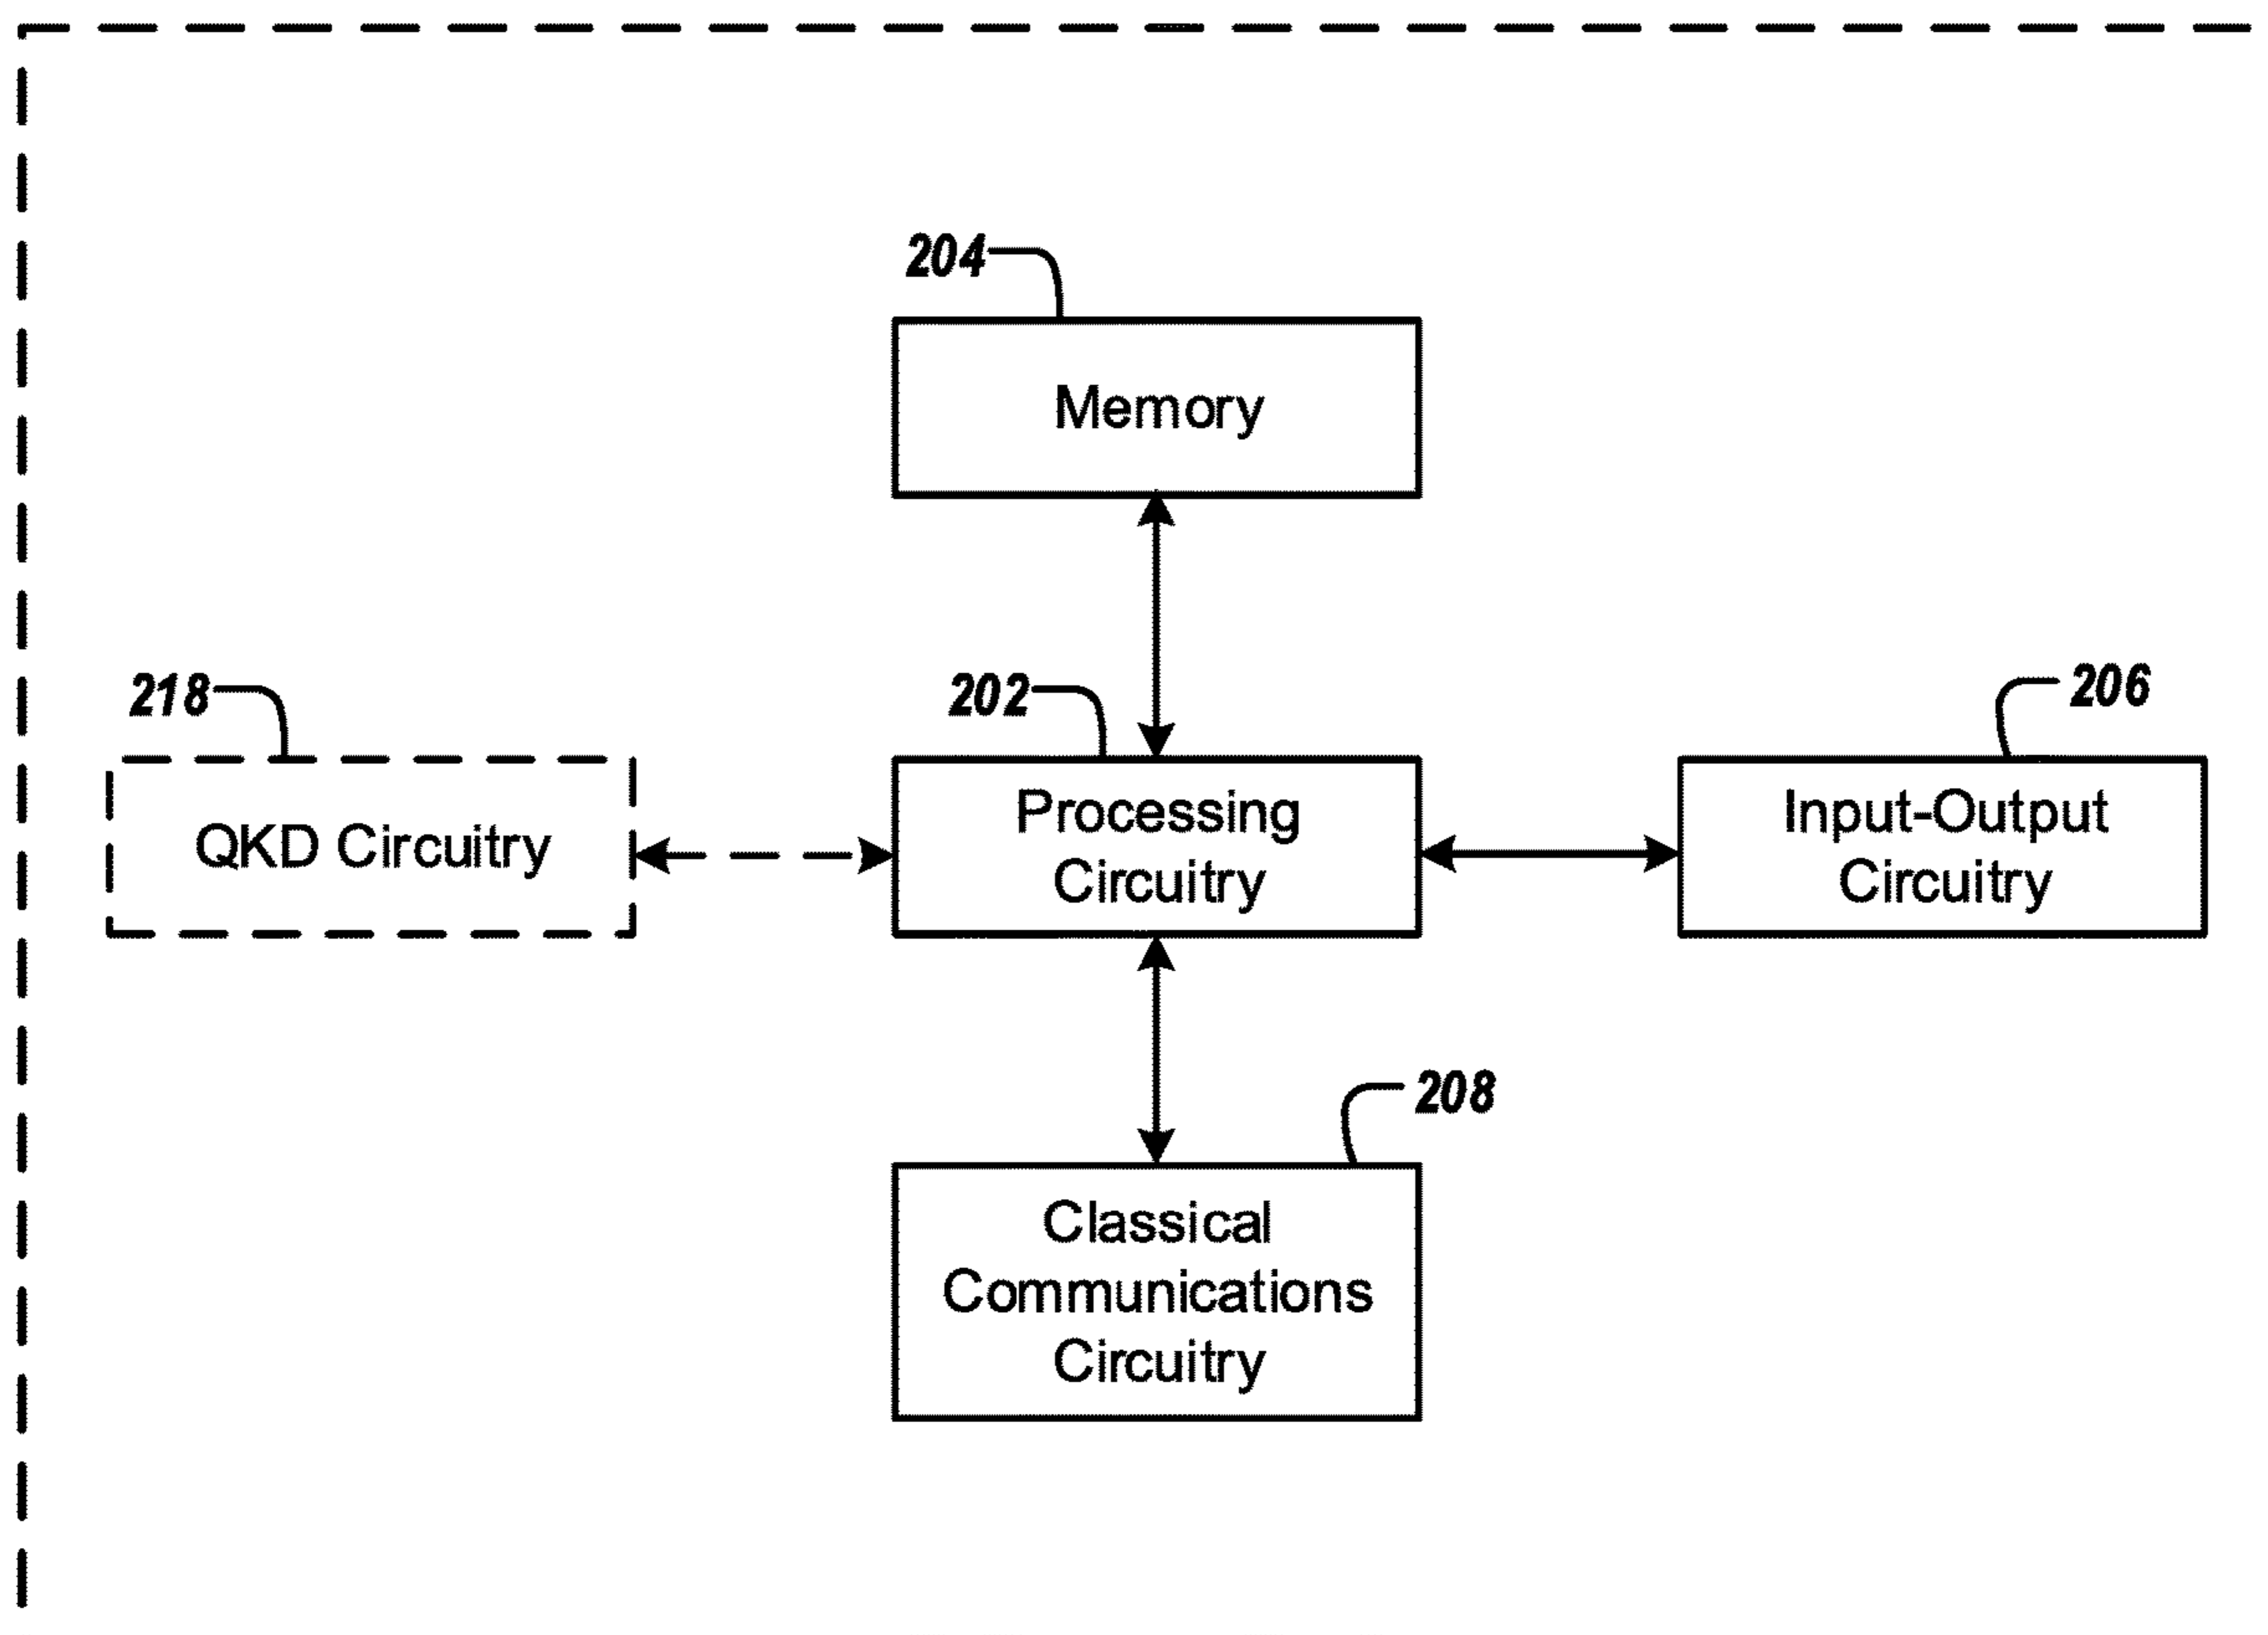 204
Memory
218
202
206
QKD Circuitry
Processing
Circuitry
Input-Output
Circuitry
208
Classical
Communications
Circuitry